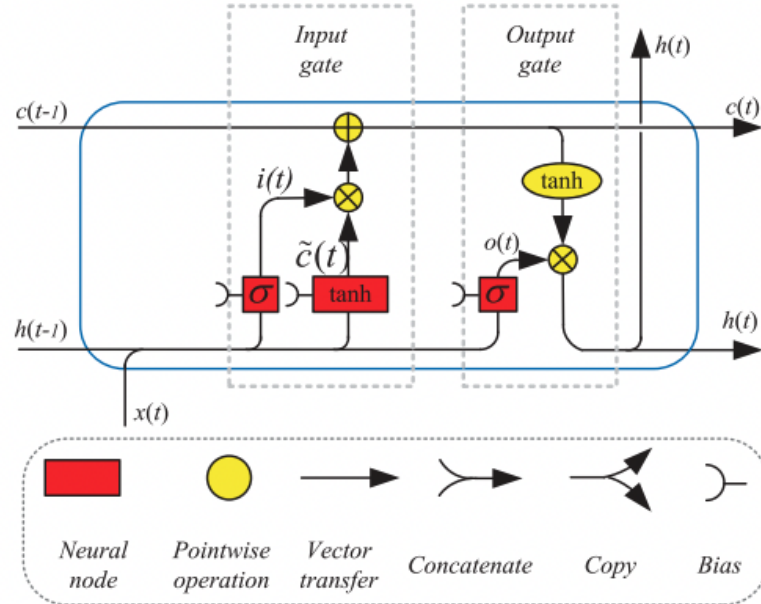 Input
gate
Output
gate
h(t)
c(t-1)
c(t)
i(t)
tanh
c̃(t)
o(t)
σ
tanh
σ
h(t-1)
h(t)
x(t)
Neural
node
Pointwise
operation
Vector
transfer
Concatenate
Copy
Bias